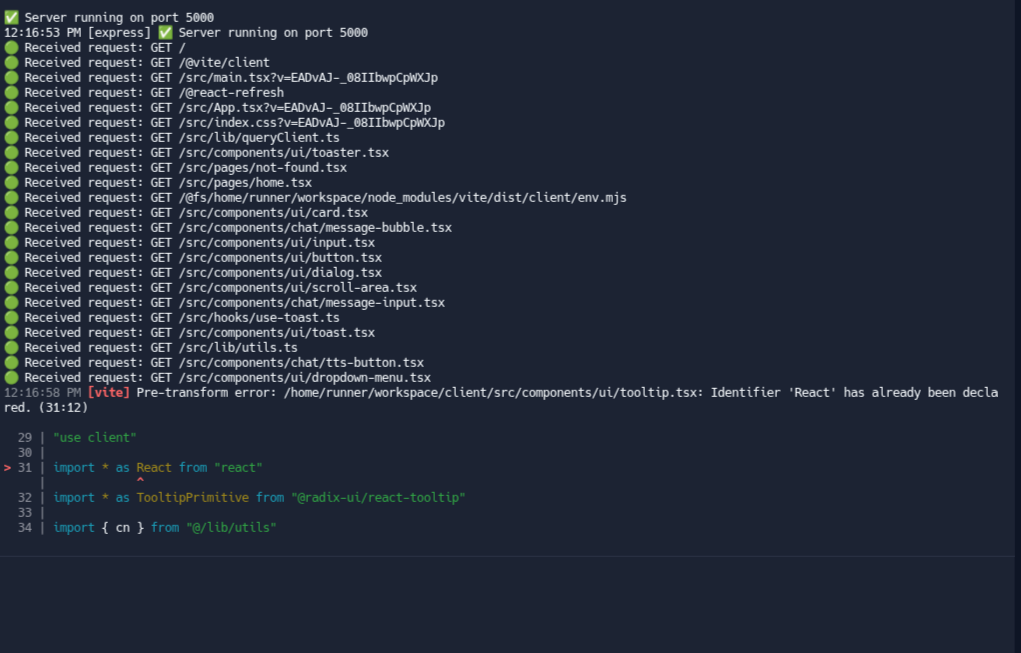 ✅ Server running on port 5000
12:16:53 PM [express] ✅ Server running on port 5000
🟢 Received request: GET /
🟢 Received request: GET /@vite/client
🟢 Received request: GET /src/main.tsx?v=EADvAJ-_08IIbwpCpWXJp
🟢 Received request: GET /@react-refresh
🟢 Received request: GET /src/App.tsx?v=EADvAJ-_08IIbwpCpWXJp
🟢 Received request: GET /src/index.css?v=EADvAJ-_08IIbwpCpWXJp
🟢 Received request: GET /src/lib/queryClient.ts
🟢 Received request: GET /src/components/ui/toaster.tsx
🟢 Received request: GET /src/pages/not-found.tsx
🟢 Received request: GET /src/pages/home.tsx
🟢 Received request: GET /@fs/home/runner/workspace/node_modules/vite/dist/client/env.mjs
🟢 Received request: GET /src/components/ui/card.tsx
🟢 Received request: GET /src/components/chat/message-bubble.tsx
🟢 Received request: GET /src/components/ui/input.tsx
🟢 Received request: GET /src/components/ui/button.tsx
🟢 Received request: GET /src/components/ui/dialog.tsx
🟢 Received request: GET /src/components/ui/scroll-area.tsx
🟢 Received request: GET /src/components/chat/message-input.tsx
🟢 Received request: GET /src/hooks/use-toast.ts
🟢 Received request: GET /src/components/ui/toast.tsx
🟢 Received request: GET /src/lib/utils.ts
🟢 Received request: GET /src/components/chat/tts-button.tsx
🟢 Received request: GET /src/components/ui/dropdown-menu.tsx
12:16:58 PM [vite] Pre-transform error: /home/runner/workspace/client/src/components/ui/tooltip.tsx: Identifier 'React' has already been decla
red. (31:12)
  29 | "use client"
  30 |
> 31 | import * as React from "react"
     |             ^
  32 | import * as TooltipPrimitive from "@radix-ui/react-tooltip"
  33 |
  34 | import { cn } from "@/lib/utils"